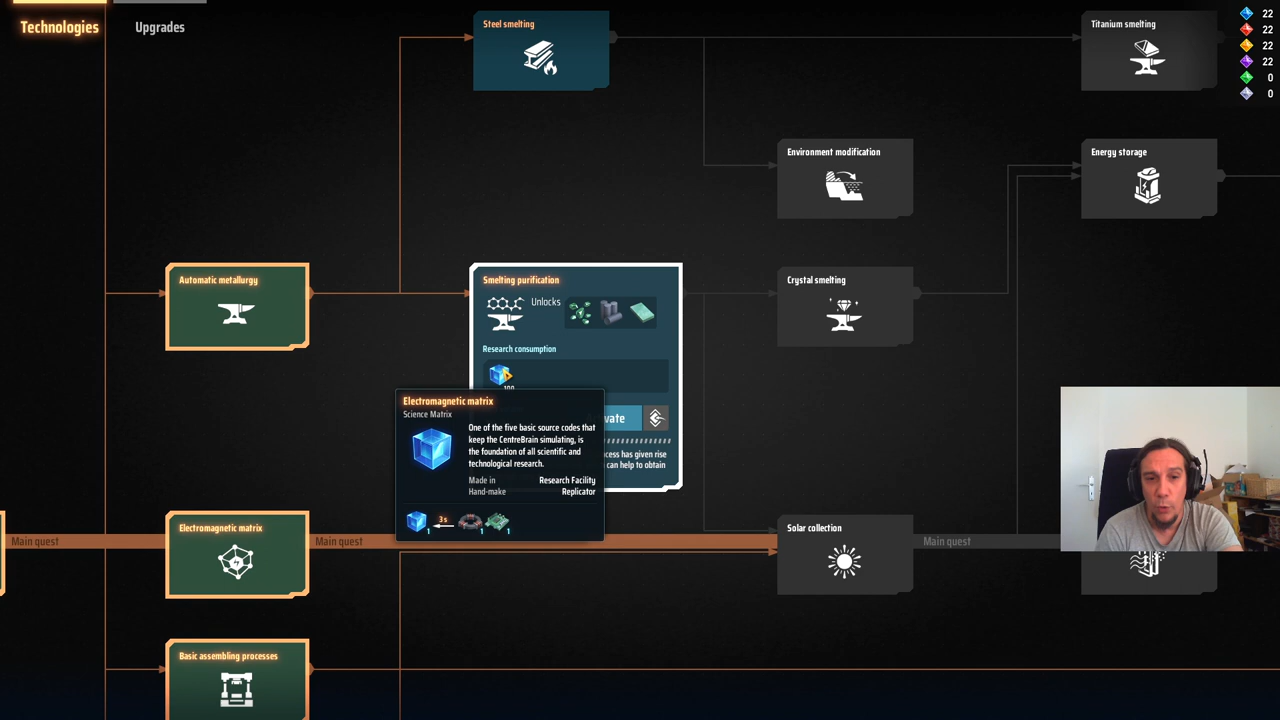 Technologies
Upgrades
Steel smelting
Titanium smelting
22
22
22
22
0
0
Environment modification
Energy storage
Automatic metallurgy
Smelting purification
Unlocks
Research consumption
100
Crystal smelting
Electromagnetic matrix
Science Matrix
One of the five basic source codes that
keep the CentreBrain simulating, is
the foundation of all scientific and
technological research.
Made in Research Facility
Hand-make Replicator
3s
1 1 1
vate
cess has given rise
can help to obtain
Main quest
Electromagnetic matrix
Main quest
Solar collection
Main quest
Basic assembling processes